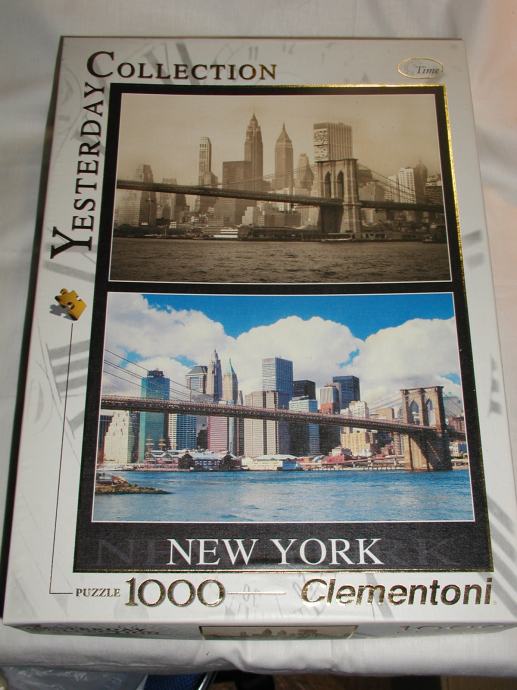 YESTERDAY
COLLECTION
Time
NEW YORK
PUZZLE 1000
Clementoni